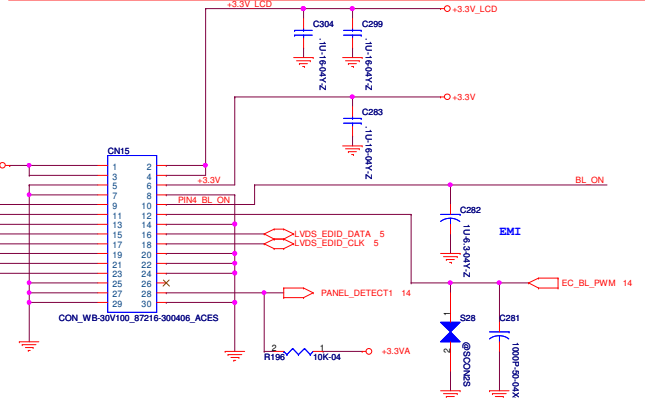 +3.3V_LCD
+3.3V_LCD
C304
C299
.1U-16-04Y-Z
.1U-16-04Y-Z
+3.3V
C283
.1U-16-04Y-Z
CN15
1 2
3 4
5 6
+3.3V
7 8
9 10
PIN4_BL_ON
BL_ON
11 12
13 14
15 16
LVDS_EDID_DATA 5
17 18
LVDS_EDID_CLK 5
19 20
21 22
23 24
25 26
27 28
29 30
C282
1U-6.3-04Y-Z
EMI
EC_BL_PWM 14
PANEL_DETECT1 14
CON_WB-30V100_87216-300406_ACES
1
S28
C281
2
@SCON2S
1000P-50-04X
2 1
R196 10K-04
+3.3VA